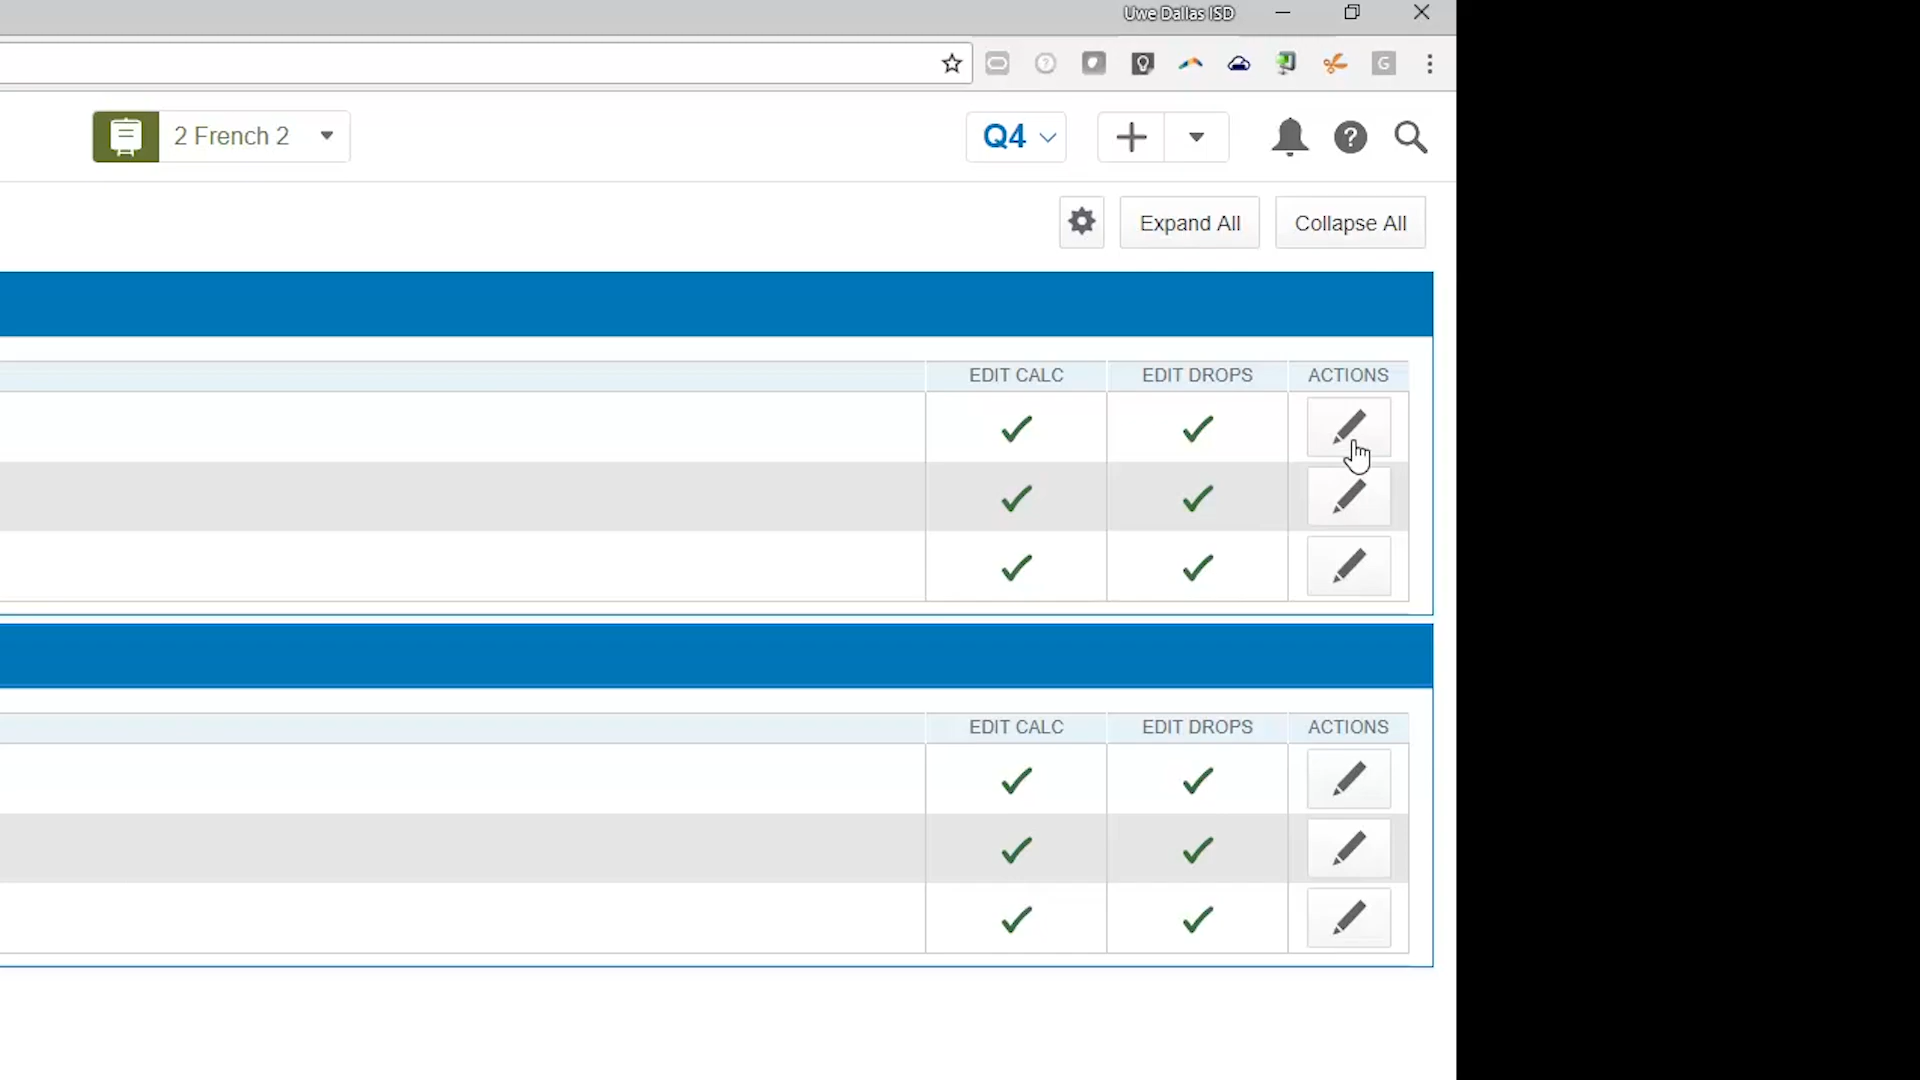 Uwe Dallas ISD
G
2 French 2
Q4
?
Expand All
Collapse All
EDIT CALC EDIT DROPS ACTIONS
EDIT CALC EDIT DROPS ACTIONS